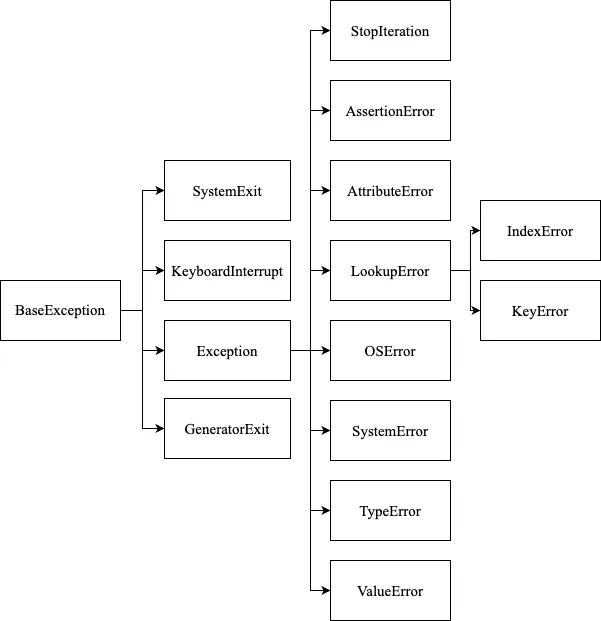 StopIteration
AssertionError
SystemExit
AttributeError
IndexError
KeyboardInterrupt
LookupError
BaseException
KeyError
Exception
OSError
GeneratorExit
SystemError
TypeError
ValueError